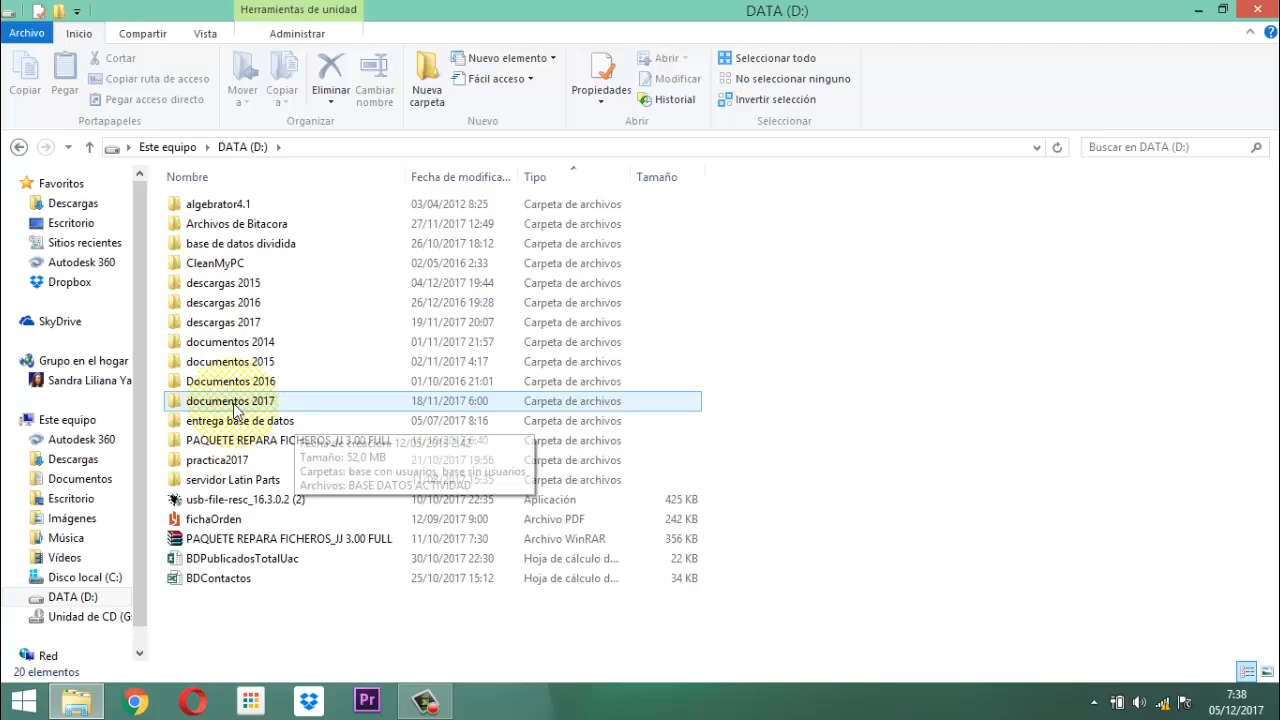 Herramientas de unidad
DATA (D:)
Archivo Inicio Compartir Vista Administrar
Copiar
Pegar
Cortar
Copiar ruta de acceso
Pegar acceso directo
Portapapeles
Mover a
Copiar a
Eliminar
Cambiar nombre
Organizar
Nueva carpeta
Nuevo elemento
Fácil acceso
Nuevo
Propiedades
Abrir
Modificar
Historial
Abrir
Seleccionar todo
No seleccionar ninguno
Invertir selección
Seleccionar
Este equipo DATA (D:)
Buscar en DATA (D:)
Favoritos
Descargas
Escritorio
Sitios recientes
Autodesk 360
Dropbox
SkyDrive
Grupo en el hogar
Sandra Liliana Ya
Este equipo
Autodesk 360
Descargas
Documentos
Escritorio
Imágenes
Música
Vídeos
Disco local (C:)
DATA (D:)
Unidad de CD (G
Red
Nombre Fecha de modifica... Tipo Tamaño
algebrator4.1 03/04/2012 8:25 Carpeta de archivos
Archivos de Bitacora 27/11/2017 12:49 Carpeta de archivos
base de datos dividida 26/10/2017 18:12 Carpeta de archivos
CleanMyPC 02/05/2016 2:33 Carpeta de archivos
descargas 2015 04/12/2017 19:44 Carpeta de archivos
descargas 2016 26/12/2016 19:28 Carpeta de archivos
descargas 2017 19/11/2017 20:07 Carpeta de archivos
documentos 2014 01/11/2017 21:57 Carpeta de archivos
documentos 2015 02/11/2017 4:17 Carpeta de archivos
Documentos 2016 01/10/2016 21:01 Carpeta de archivos
documentos 2017 18/11/2017 6:00 Carpeta de archivos
entrega base de datos 05/07/2017 8:16 Carpeta de archivos
PAQUETE REPARA FICHEROS_JJ 3.00 FULL Carpeta de archivos
practica2017 19:56 Carpeta de archivos
servidor Latin Parts 15:35 Carpeta de archivos
Tamaño: 52,0 MB
Carpetas: base con usuarios, base sin usuarios
Archivos: BASE DATOS ACTIVIDAD
usb-file-resc_16.3.0.2 (2) 10/10/2017 22:35 Aplicación 425 KB
fichaOrden 12/09/2017 9:00 Archivo PDF 242 KB
PAQUETE REPARA FICHEROS_JJ 3.00 FULL 11/10/2017 7:30 Archivo WinRAR 356 KB
BDPublicadosTotalUac 30/10/2017 22:30 Hoja de cálculo d... 22 KB
BDContactos 25/10/2017 15:12 Hoja de cálculo d... 34 KB
20 elementos
Pr
7:38
05/12/2017